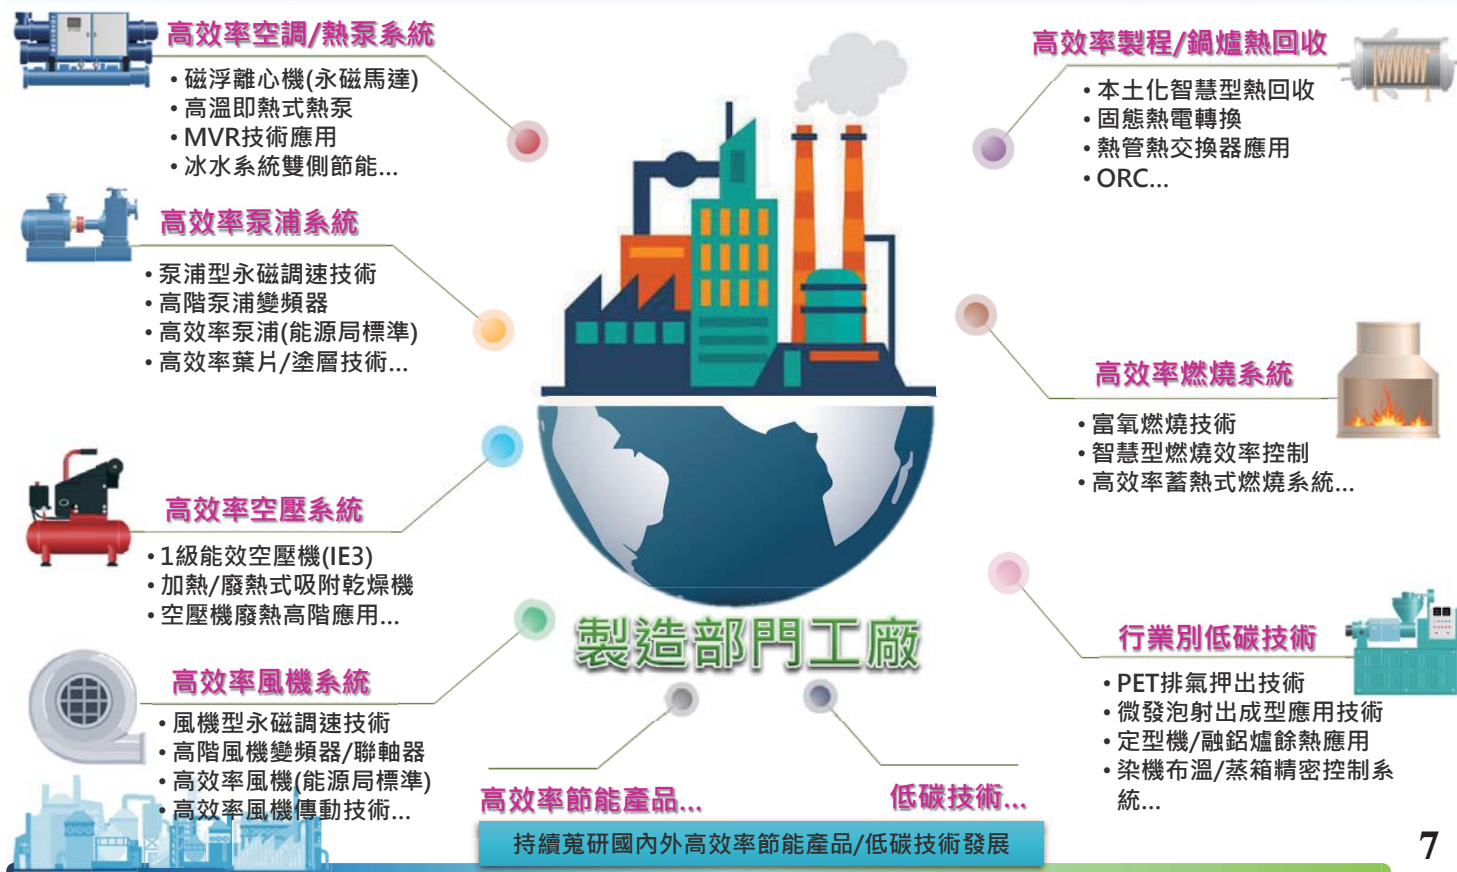 高效率空調/熱泵系統
• 磁浮離心機(永磁馬達)
• 高溫即熱式熱泵
• MVR技術應用
• 冰水系統雙側節能...
高效率泵浦系統
• 泵浦型永磁調速技術
• 高階泵浦變頻器
• 高效率泵浦(能源局標準)
• 高效率葉片/塗層技術...
高效率空壓系統
• 1級能效空壓機(IE3)
• 加熱/廢熱式吸附乾燥機
• 空壓機廢熱高階應用...
高效率風機系統
• 風機型永磁調速技術
• 高階風機變頻器/聯軸器
• 高效率風機(能源局標準)
• 高效率風機傳動技術...
製造部門工廠
高效率節能產品...
低碳技術...
持續蒐研國內外高效率節能產品/低碳技術發展
高效率製程/鍋爐熱回收
• 本土化智慧型熱回收
• 固態熱電轉換
• 熱管熱交換器應用
• ORC...
高效率燃燒系統
• 富氧燃燒技術
• 智慧型燃燒效率控制
• 高效率蓄熱式燃燒系統...
行業別低碳技術
• PET排氣押出技術
• 微發泡射出成型應用技術
• 定型機/融鋁爐餘熱應用
• 染機布溫/蒸箱精密控制系
統...
7